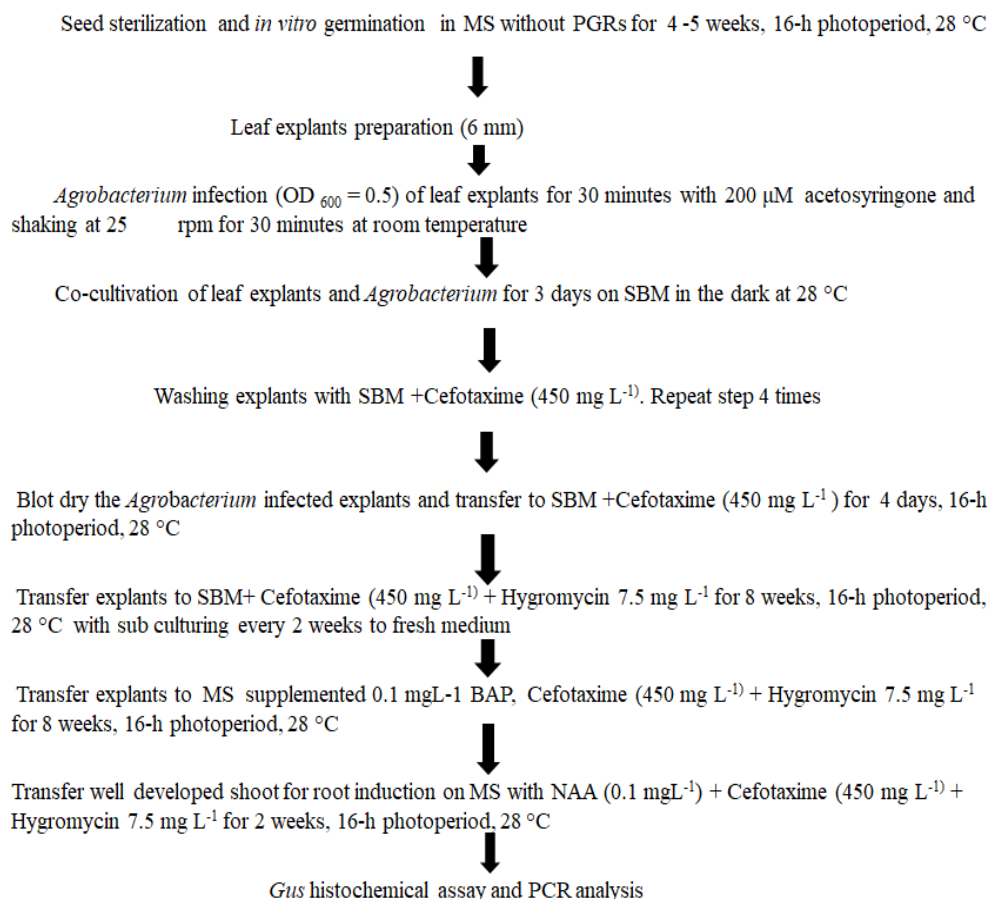 Seed sterilization and in vitro germination in MS without PGRs for 4 -5 weeks, 16-h photoperiod, 28 °C
Leaf explants preparation (6 mm)
Agrobacterium infection (OD 600 = 0.5) of leaf explants for 30 minutes with 200 μM acetosyringone and
shaking at 25 rpm for 30 minutes at room temperature
Co-cultivation of leaf explants and Agrobacterium for 3 days on SBM in the dark at 28 °C
Washing explants with SBM +Cefotaxime (450 mg L-1). Repeat step 4 times
Blot dry the Agrobacterium infected explants and transfer to SBM +Cefotaxime (450 mg L-1 ) for 4 days, 16-h
photoperiod, 28 °C
Transfer explants to SBM+ Cefotaxime (450 mg L-1) + Hygromycin 7.5 mg L-1 for 8 weeks, 16-h photoperiod,
28 °C with sub culturing every 2 weeks to fresh medium
Transfer explants to MS supplemented 0.1 mgL-1 BAP, Cefotaxime (450 mg L-1) + Hygromycin 7.5 mg L-1
for 8 weeks, 16-h photoperiod, 28 °C
Transfer well developed shoot for root induction on MS with NAA (0.1 mgL-1) + Cefotaxime (450 mg L-1) +
Hygromycin 7.5 mg L-1 for 2 weeks, 16-h photoperiod, 28 °C
Gus histochemical assay and PCR analysis